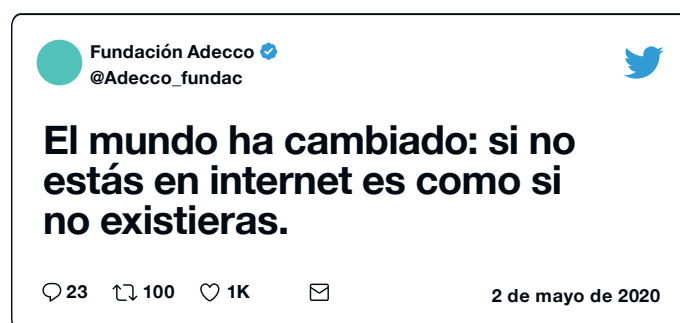 Fundación Adecco
@Adecco_fundac
El mundo ha cambiado: si no
estás en internet es como si
no existieras.
23 100 1K
2 de mayo de 2020